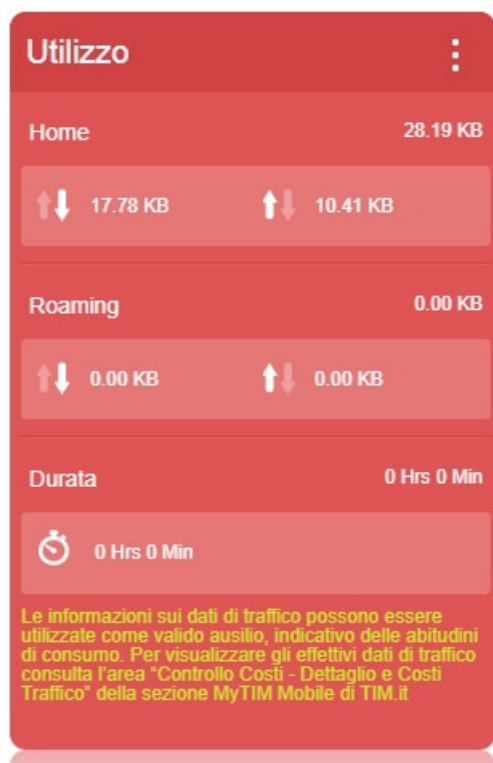 Utilizzo
Home 28.19 KB
17.78 KB 10.41 KB
Roaming 0.00 KB
0.00 KB 0.00 KB
Durata 0 Hrs 0 Min
0 Hrs 0 Min
Le informazioni sui dati di traffico possono essere
utilizzate come valido ausilio, indicativo delle abitudini
di consumo. Per visualizzare gli effettivi dati di traffico
consulta l'area "Controllo Costi - Dettaglio e Costi
Traffico" della sezione MyTIM Mobile di TIM.it